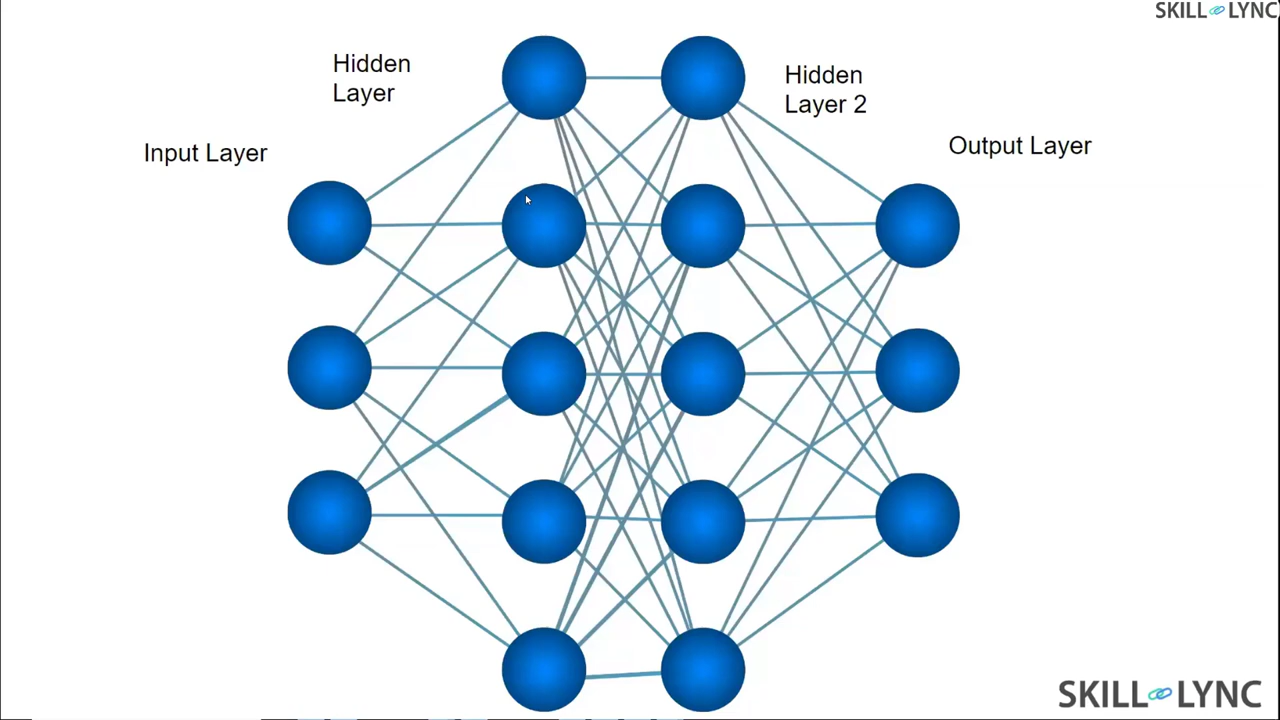 SKILL LYNC
Hidden
Layer
Hidden
Layer 2
Input Layer
Output Layer
SKILL LYNC